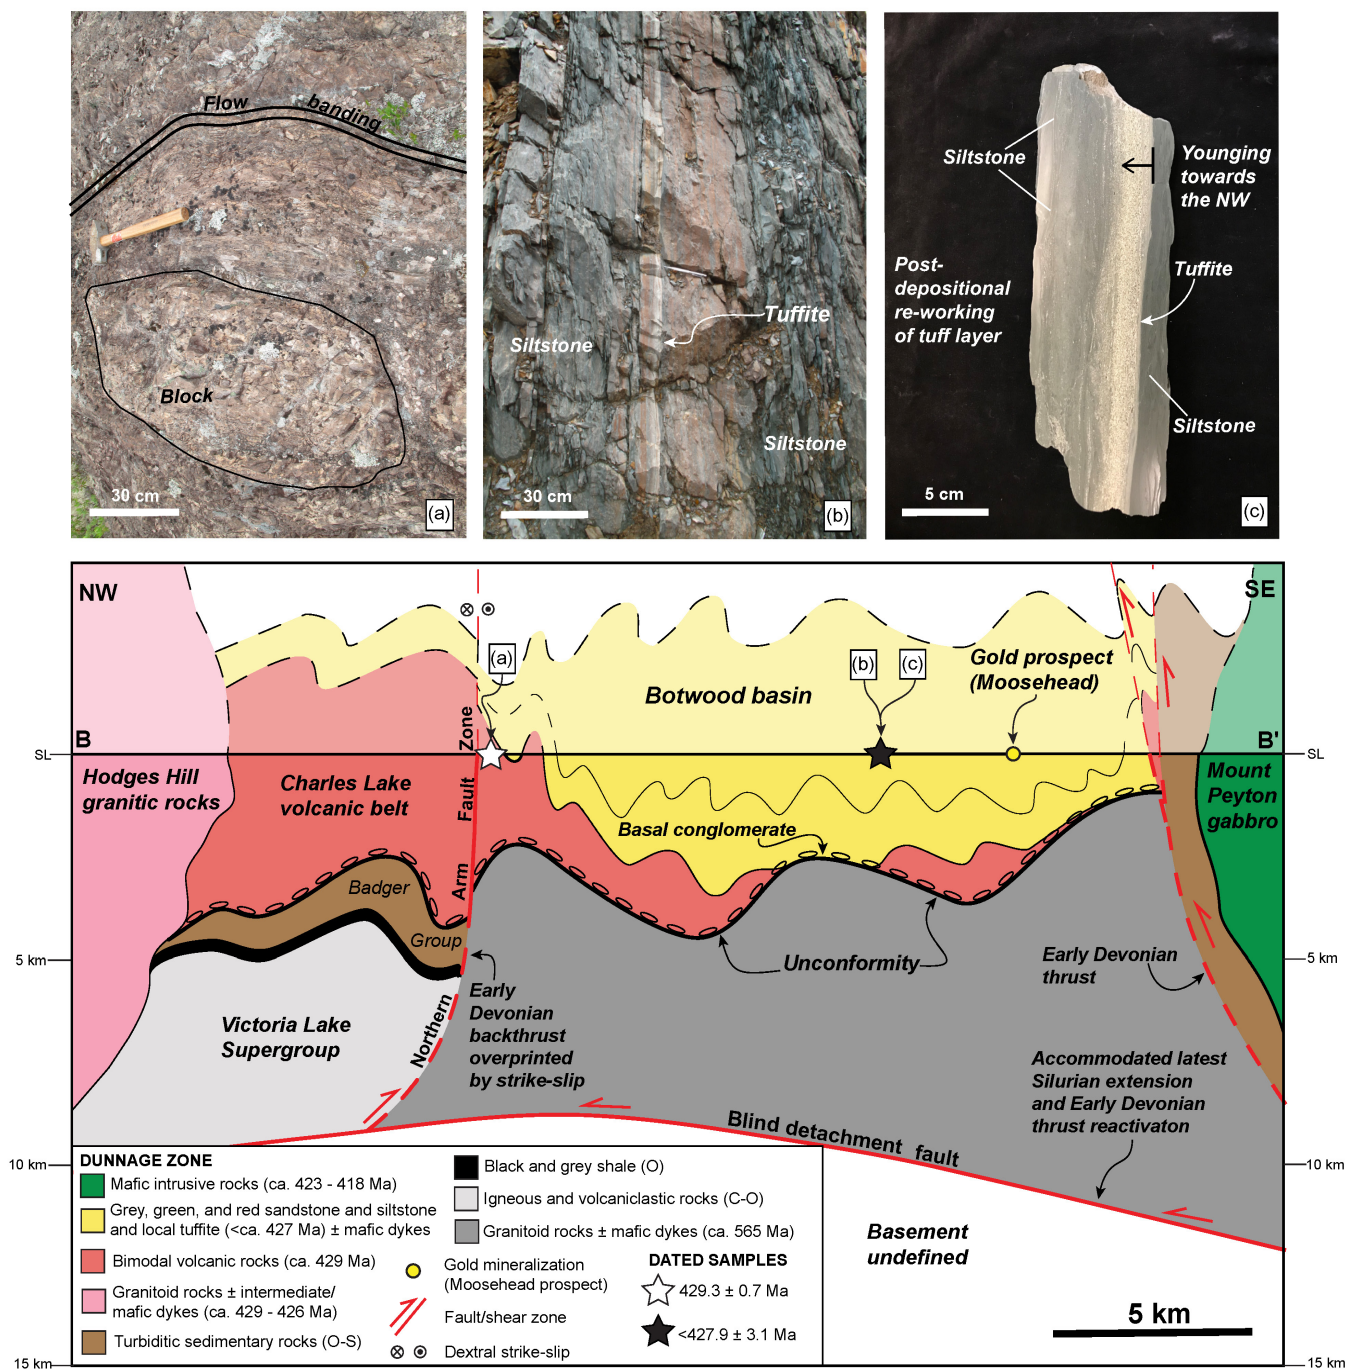 Flow banding
Block
30 cm
(a)
Tuffite
Siltstone
Siltstone
30 cm
(b)
Siltstone
Younging
towards
the NW
Tuffite
Post-
depositional
re-working
of tuff layer
Siltstone
5 cm
(c)
NW
SE
(a)
(b)
(c)
Gold prospect
(Moosehead)
Botwood basin
B
B'
SL
SL
Hodges Hill
granitic rocks
Charles Lake
volcanic belt
Northern Arm Fault Zone
Mount
Peyton
gabbro
Basal conglomerate
Badger
Group
Unconformity
5 km
5 km
Early
Devonian
backthrust
overprinted
by strike-slip
Early Devonian
thrust
Victoria Lake
Supergroup
Accommodated latest
Silurian extension
and Early Devonian
thrust reactivaton
Blind detachment fault
10 km
10 km
Basement
undefined
5 km
15 km
15 km
DUNNAGE ZONE
Mafic intrusive rocks (ca. 423 - 418 Ma)
Grey, green, and red sandstone and siltstone
and local tuffite (<ca. 427 Ma) ± mafic dykes
Bimodal volcanic rocks (ca. 429 Ma)
Granitoid rocks ± intermediate/
mafic dykes (ca. 429 - 426 Ma)
Turbiditic sedimentary rocks (O-S)
Black and grey shale (O)
Igneous and volcaniclastic rocks (C-O)
Granitoid rocks ± mafic dykes (ca. 565 Ma)
Gold mineralization
(Moosehead prospect)
Fault/shear zone
Dextral strike-slip
DATED SAMPLES
429.3 ± 0.7 Ma
<427.9 ± 3.1 Ma